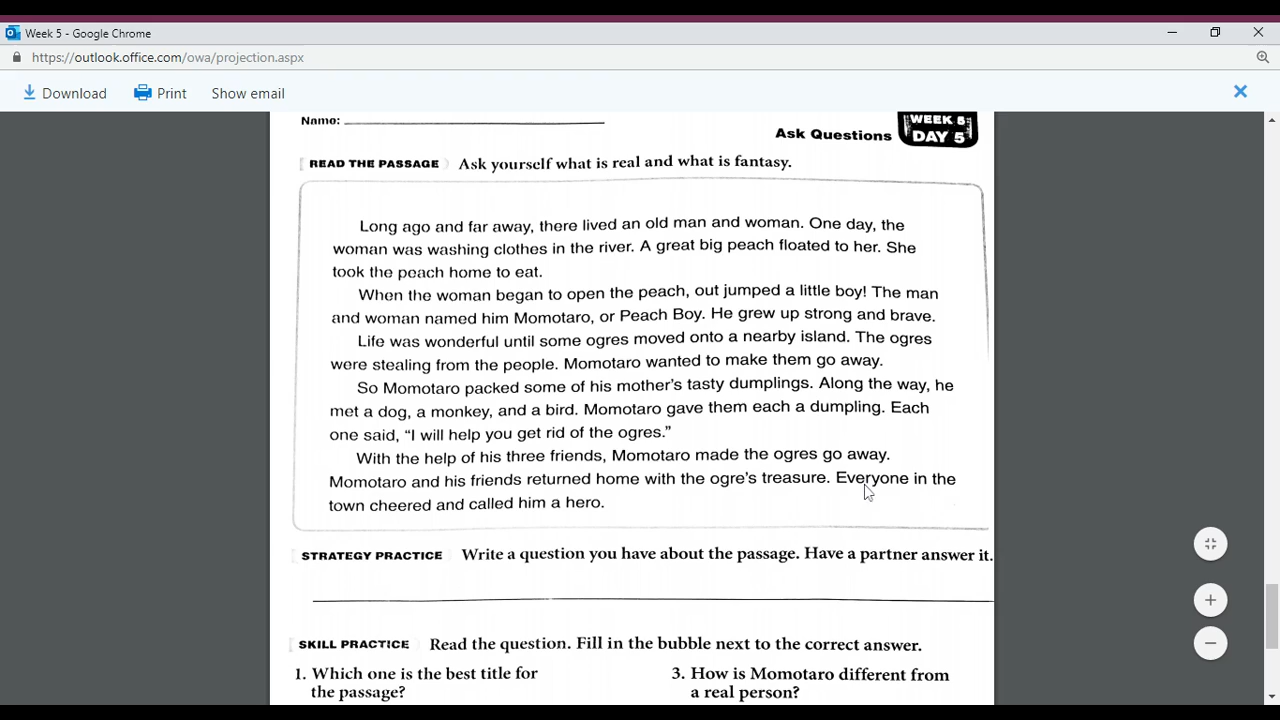 Week 5 - Google Chrome
https://outlook.office.com/owa/projection.aspx
Download Print Show email
Name:
Ask Questions
WEEK 5
DAY 5
READ THE PASSAGE Ask yourself what is real and what is fantasy.
Long ago and far away, there lived an old man and woman. One day, the
woman was washing clothes in the river. A great big peach floated to her. She
took the peach home to eat.
When the woman began to open the peach, out jumped a little boy! The man
and woman named him Momotaro, or Peach Boy. He grew up strong and brave.
Life was wonderful until some ogres moved onto a nearby island. The ogres
were stealing from the people. Momotaro wanted to make them go away.
So Momotaro packed some of his mother's tasty dumplings. Along the way, he
met a dog, a monkey, and a bird. Momotaro gave them each a dumpling. Each
one said, “I will help you get rid of the ogres.”
With the help of his three friends, Momotaro made the ogres go away.
Momotaro and his friends returned home with the ogre's treasure. Everyone in the
town cheered and called him a hero.
STRATEGY PRACTICE Write a question you have about the passage. Have a partner answer it.
SKILL PRACTICE Read the question. Fill in the bubble next to the correct answer.
1. Which one is the best title for
the passage?
3. How is Momotaro different from
a real person?